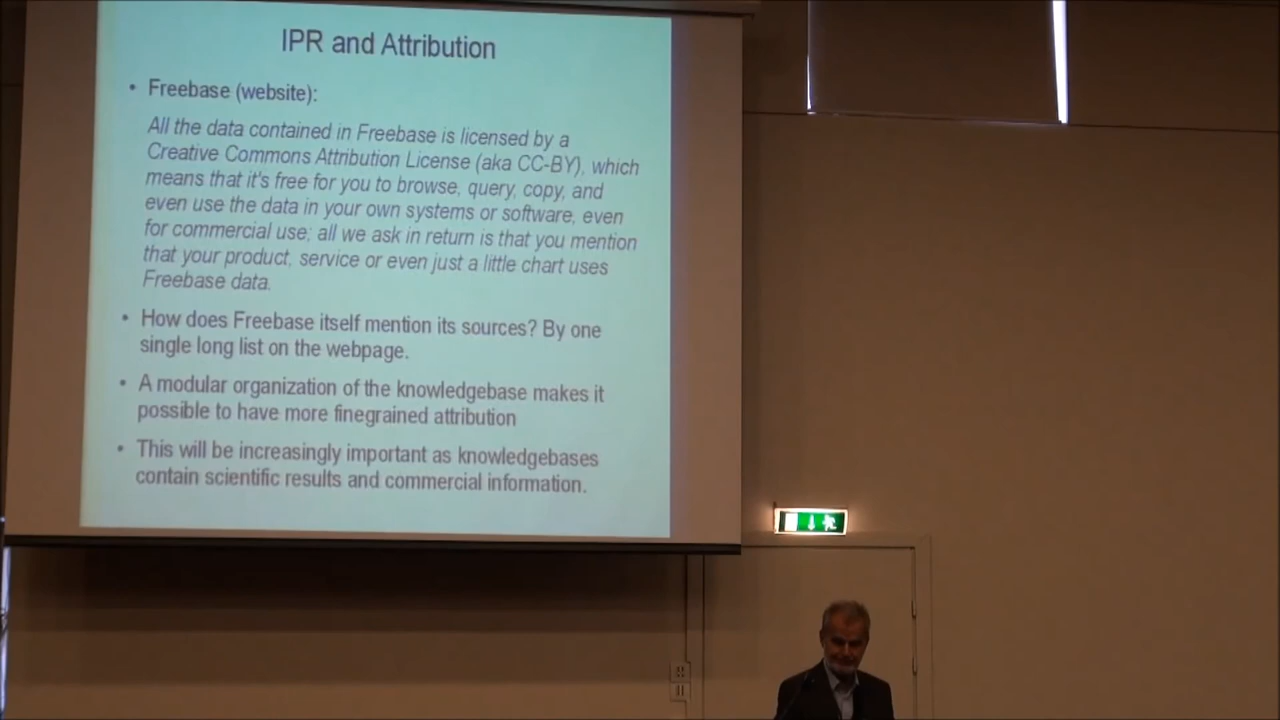 IPR and Attribution
• Freebase (website):
All the data contained in Freebase is licensed by a
Creative Commons Attribution License (aka CC-BY), which
means that it's free for you to browse, query, copy, and
even use the data in your own systems or software, even
for commercial use; all we ask in return is that you mention
that your product, service or even just a little chart uses
Freebase data.
• How does Freebase itself mention its sources? By one
single long list on the webpage.
• A modular organization of the knowledgebase makes it
possible to have more finegrained attribution
• This will be increasingly important as knowledgebases
contain scientific results and commercial information.